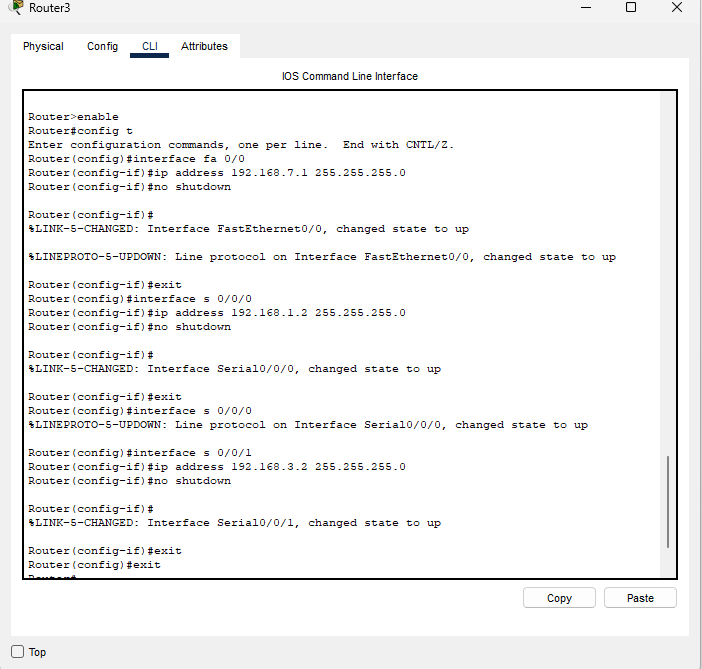 Router3
Physical Config CLI Attributes
IOS Command Line Interface
Router>enable
Router#config t
Enter configuration commands, one per line.  End with CNTL/Z.
Router(config)#interface fa 0/0
Router(config-if)#ip address 192.168.7.1 255.255.255.0
Router(config-if)#no shutdown
Router(config-if)#
%LINK-5-CHANGED: Interface FastEthernet0/0, changed state to up
%LINEPROTO-5-UPDOWN: Line protocol on Interface FastEthernet0/0, changed state to up
Router(config-if)#exit
Router(config)#interface s 0/0/0
Router(config-if)#ip address 192.168.1.2 255.255.255.0
Router(config-if)#no shutdown
Router(config-if)#
%LINK-5-CHANGED: Interface Serial0/0/0, changed state to up
Router(config-if)#exit
Router(config)#interface s 0/0/0
%LINEPROTO-5-UPDOWN: Line protocol on Interface Serial0/0/0, changed state to up
Router(config)#interface s 0/0/1
Router(config-if)#ip address 192.168.3.2 255.255.255.0
Router(config-if)#no shutdown
Router(config-if)#
%LINK-5-CHANGED: Interface Serial0/0/1, changed state to up
Router(config-if)#exit
Router(config)#exit
Router#
Copy Paste
Top